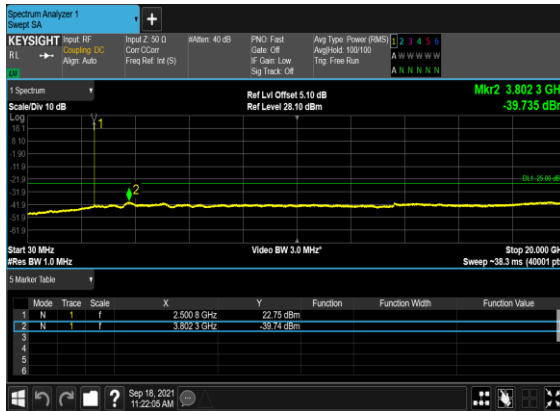 Spectrum Analyzer 1
Swept SA
KEYSIGHT
RL
Input: RF
Coupling: DC
Align: Auto
Input Z: 50 Ω
Corr CCorr
Freq Ref: Int (S)
#Atten: 40 dB
PNO: Fast
Gate: Off
IF Gain: Low
Sig Track: Off
Avg Type: Power (RMS)
Avg|Hold: 100/100
Trig: Free Run
1 2 3 4 5 6
A W W W W W
A N N N N N
1 Spectrum
Scale/Div 10 dB
Ref Lvl Offset 5.10 dB
Ref Level 28.10 dBm
Mkr2 3.802 3 GHz
-39.735 dBm
Log
18.1
8.10
-1.90
-11.9
-21.9
-31.9
-41.9
-51.9
-61.9
1
2
Start 30 MHz
#Res BW 1.0 MHz
Video BW 3.0 MHz*
Stop 20.000 GH
Sweep ~38.3 ms (40001 pt
5 Marker Table
Mode Trace Scale X Y Function Function Width Function Value
1 N 1 f 2.500 8 GHz 22.75 dBm
2 N 1 f 3.802 3 GHz -39.74 dBm
3
4
5
6
Sep 18, 2021
11:22:05 AM